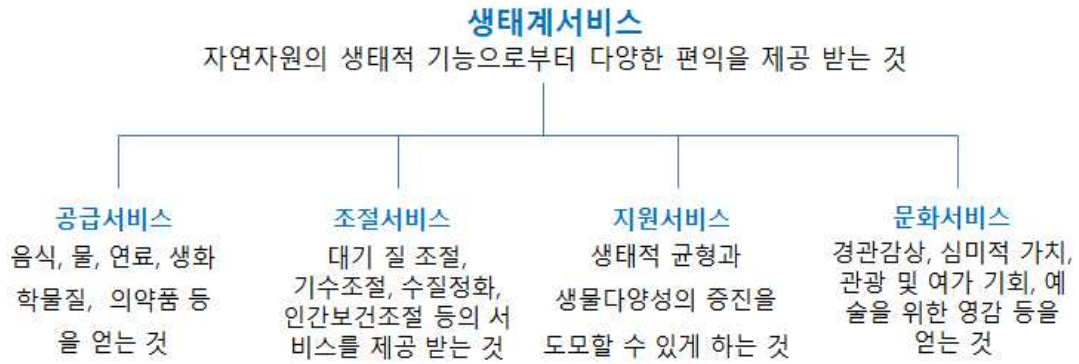 생태계서비스
자연자원의 생태적 기능으로부터 다양한 편익을 제공 받는 것
공급서비스
음식, 물, 연료, 생화
학물질, 의약품 등
을 얻는 것
조절서비스
대기 질 조절,
기수조절, 수질정화,
인간보건조절 등의 서
비스를 제공 받는 것
지원서비스
생태적 균형과
생물다양성의 증진을
도모할 수 있게 하는 것
문화서비스
경관감상, 심미적 가치,
관광 및 여가 기회, 예
술을 위한 영감 등을
얻는 것